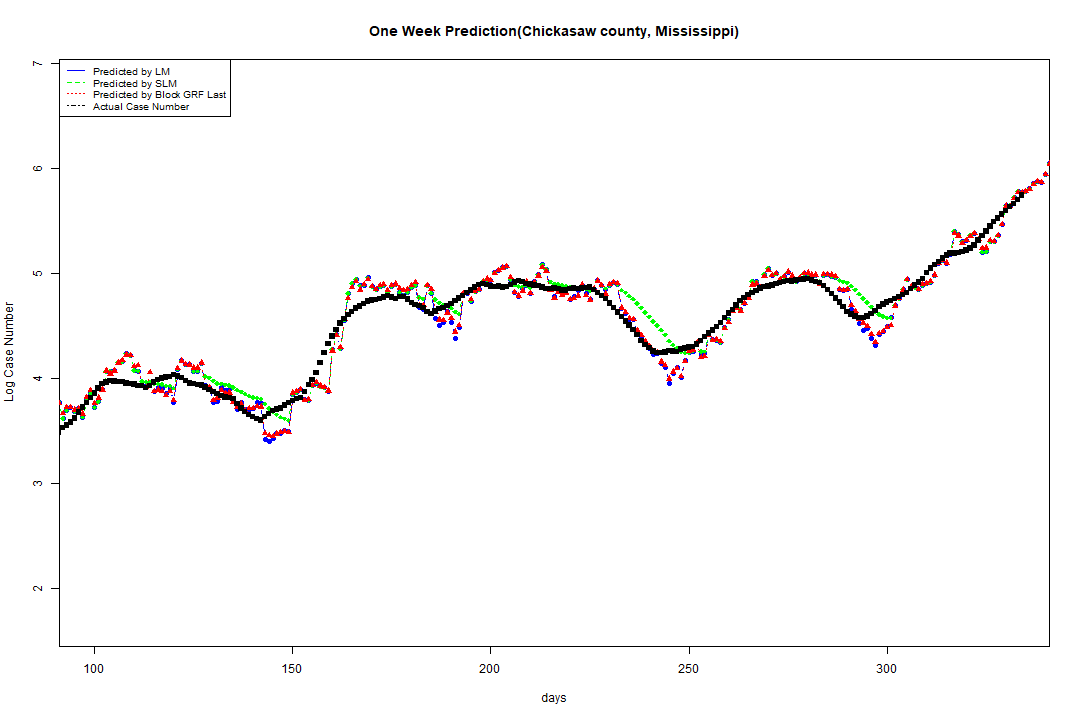 One Week Prediction(Chickasaw county, Mississippi)
Predicted by LM
Predicted by SLM
Predicted by Block GRF Last
Actual Case Number
7
6
5
4
3
2
Log Case Number
100 150 200 250 300
days